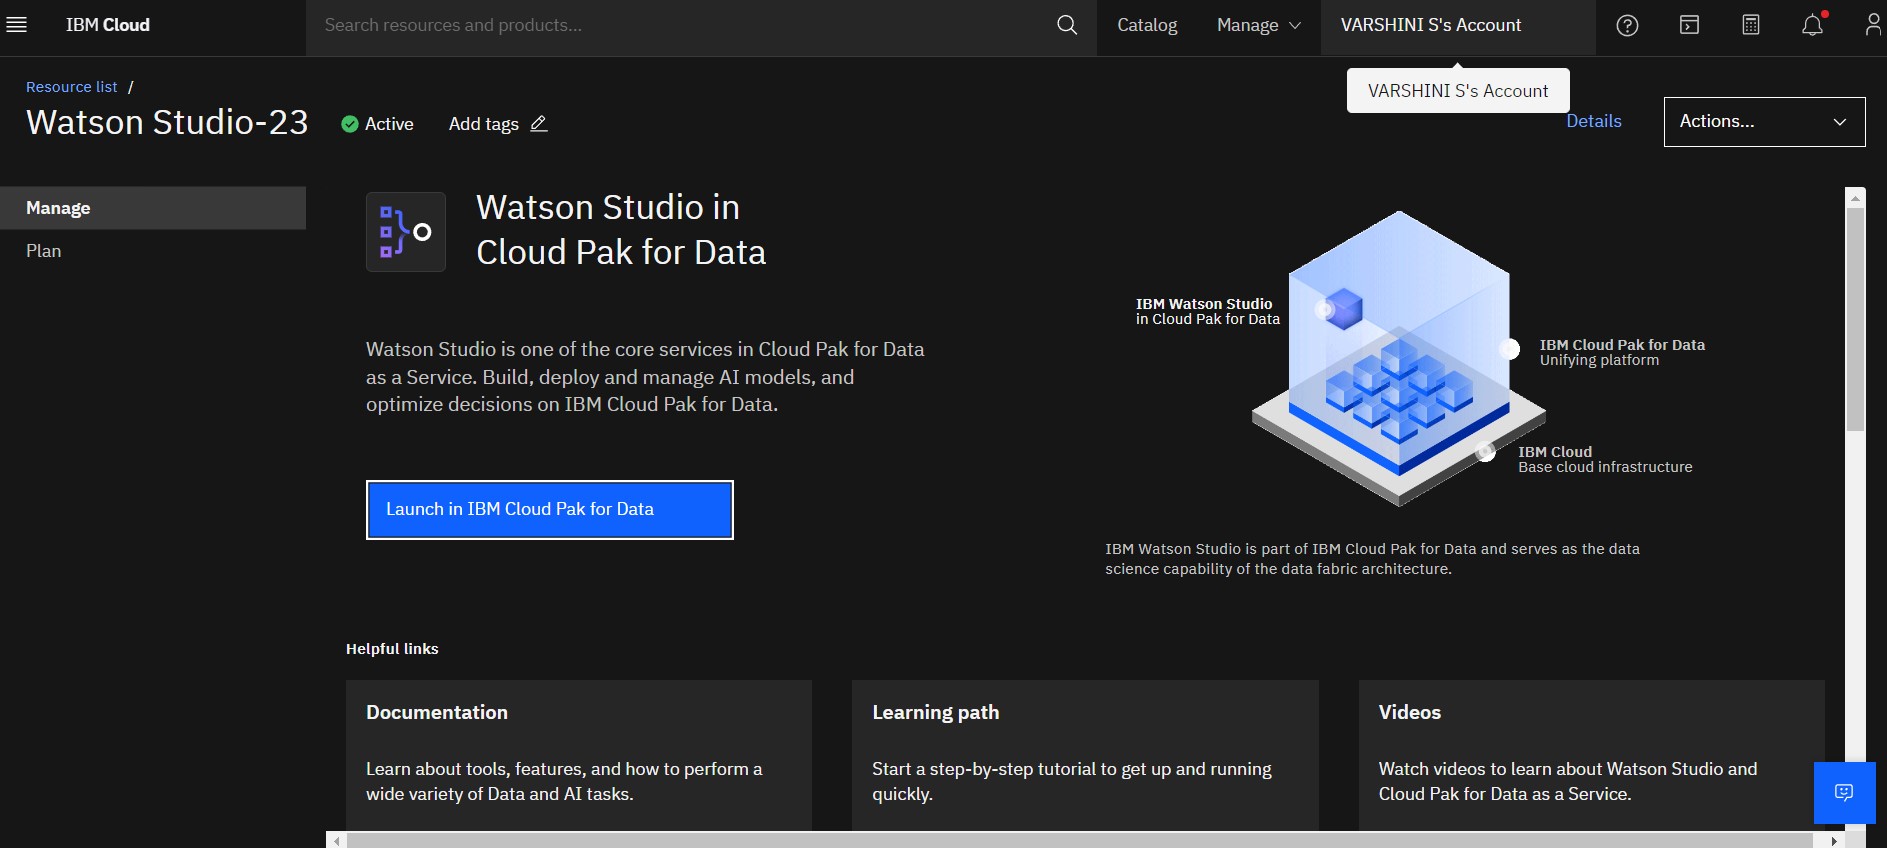 IBM Cloud
Search resources and products...
Catalog
Manage
VARSHINI S's Account
VARSHINI S's Account
Resource list /
Watson Studio-23
Active
Add tags
Details
Actions...
Manage
Plan
Watson Studio in
Cloud Pak for Data
Watson Studio is one of the core services in Cloud Pak for Data
as a Service. Build, deploy and manage AI models, and
optimize decisions on IBM Cloud Pak for Data.
Launch in IBM Cloud Pak for Data
IBM Watson Studio
in Cloud Pak for Data
IBM Cloud Pak for Data
Unifying platform
IBM Cloud
Base cloud infrastructure
IBM Watson Studio is part of IBM Cloud Pak for Data and serves as the data
science capability of the data fabric architecture.
Helpful links
Documentation
Learn about tools, features, and how to perform a
wide variety of Data and AI tasks.
Learning path
Start a step-by-step tutorial to get up and running
quickly.
Videos
Watch videos to learn about Watson Studio and
Cloud Pak for Data as a Service.